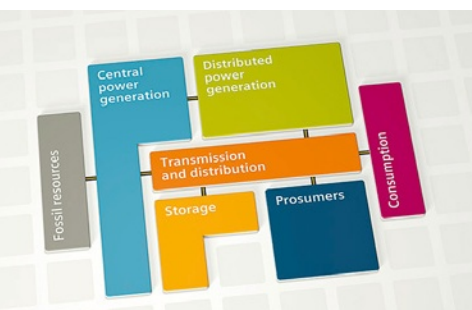 Central
power
generation
Distributed
power
generation
Fossil resources
Transmission
and distribution
Consumption
Storage
Prosumers